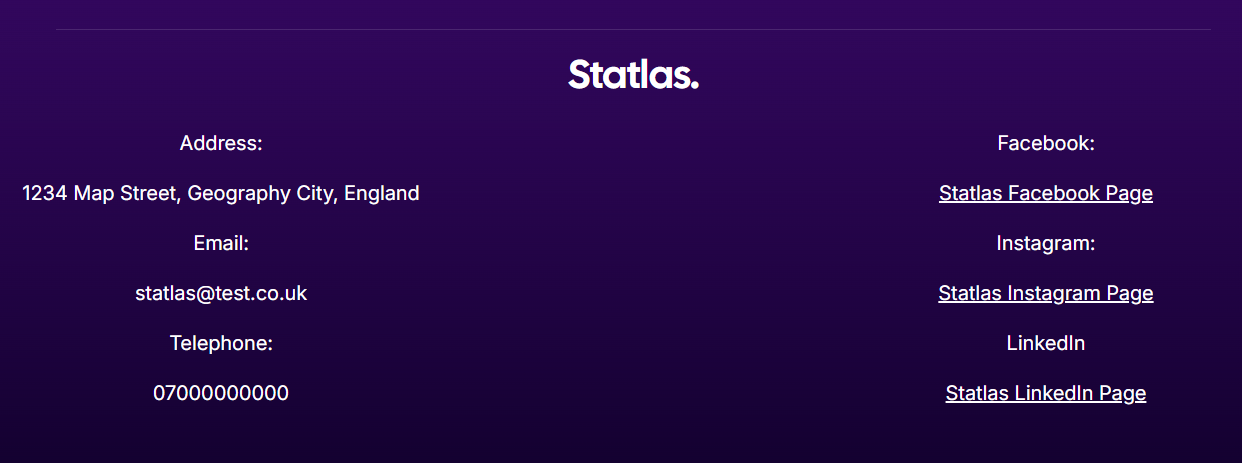 Statlas.
Address:
1234 Map Street, Geography City, England
Email:
statlas@test.co.uk
Telephone:
07000000000
Facebook:
Statlas Facebook Page
Instagram:
Statlas Instagram Page
LinkedIn
Statlas LinkedIn Page